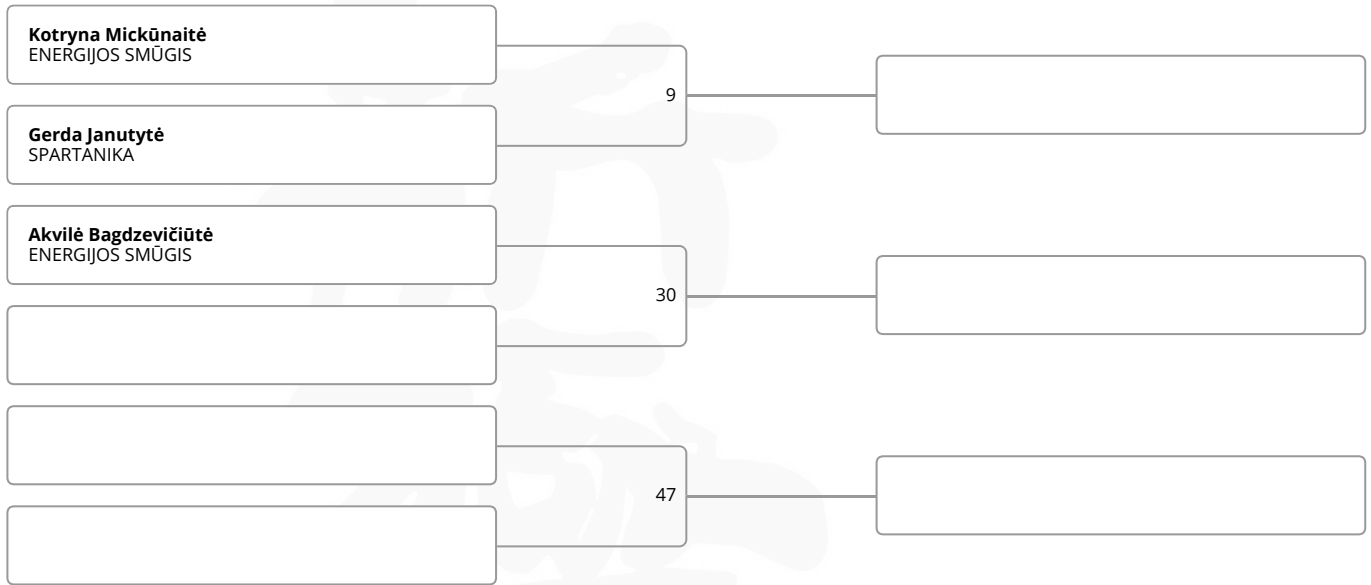 Kotryna Mickūnaitė
ENERGIJOS SMŪGIS
9
Gerda Janutytė
SPARTANIKA
Akvilė Bagdzevičiūtė
ENERGIJOS SMŪGIS
30
47